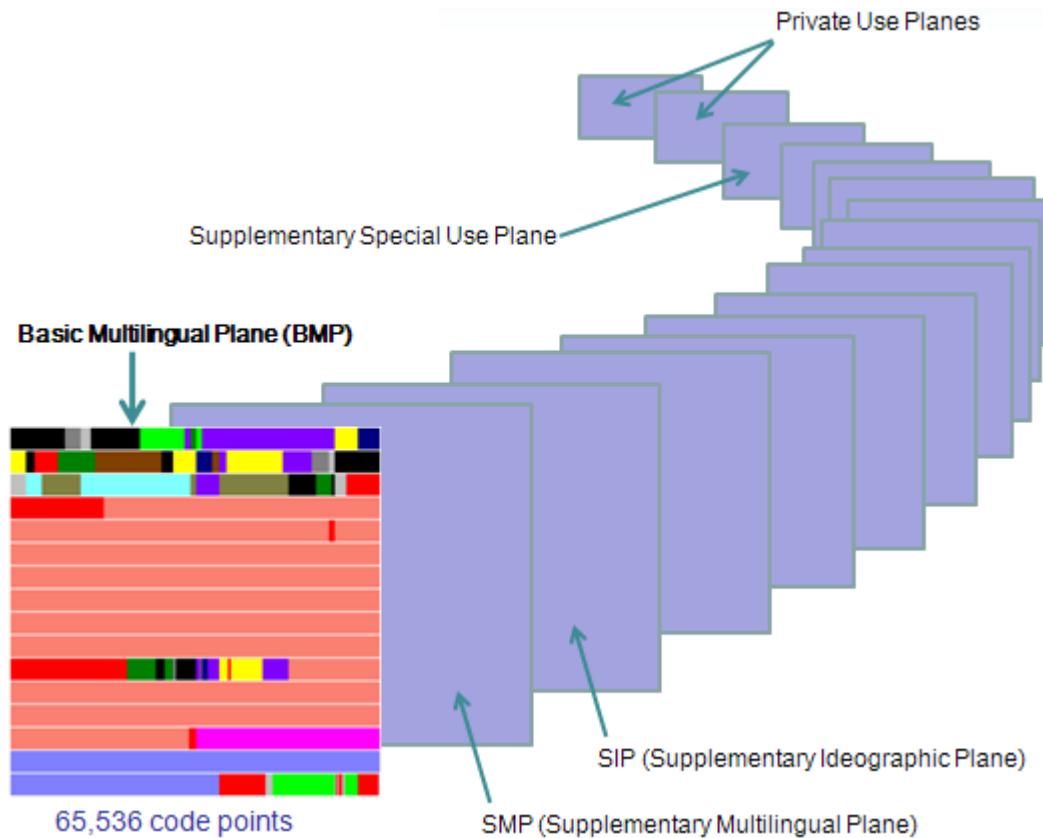 Private Use Planes
Supplementary Special Use Plane
Basic Multilingual Plane (BMP)
SIP (Supplementary Ideographic Plane)
SMP (Supplementary Multilingual Plane)
65,536 code points